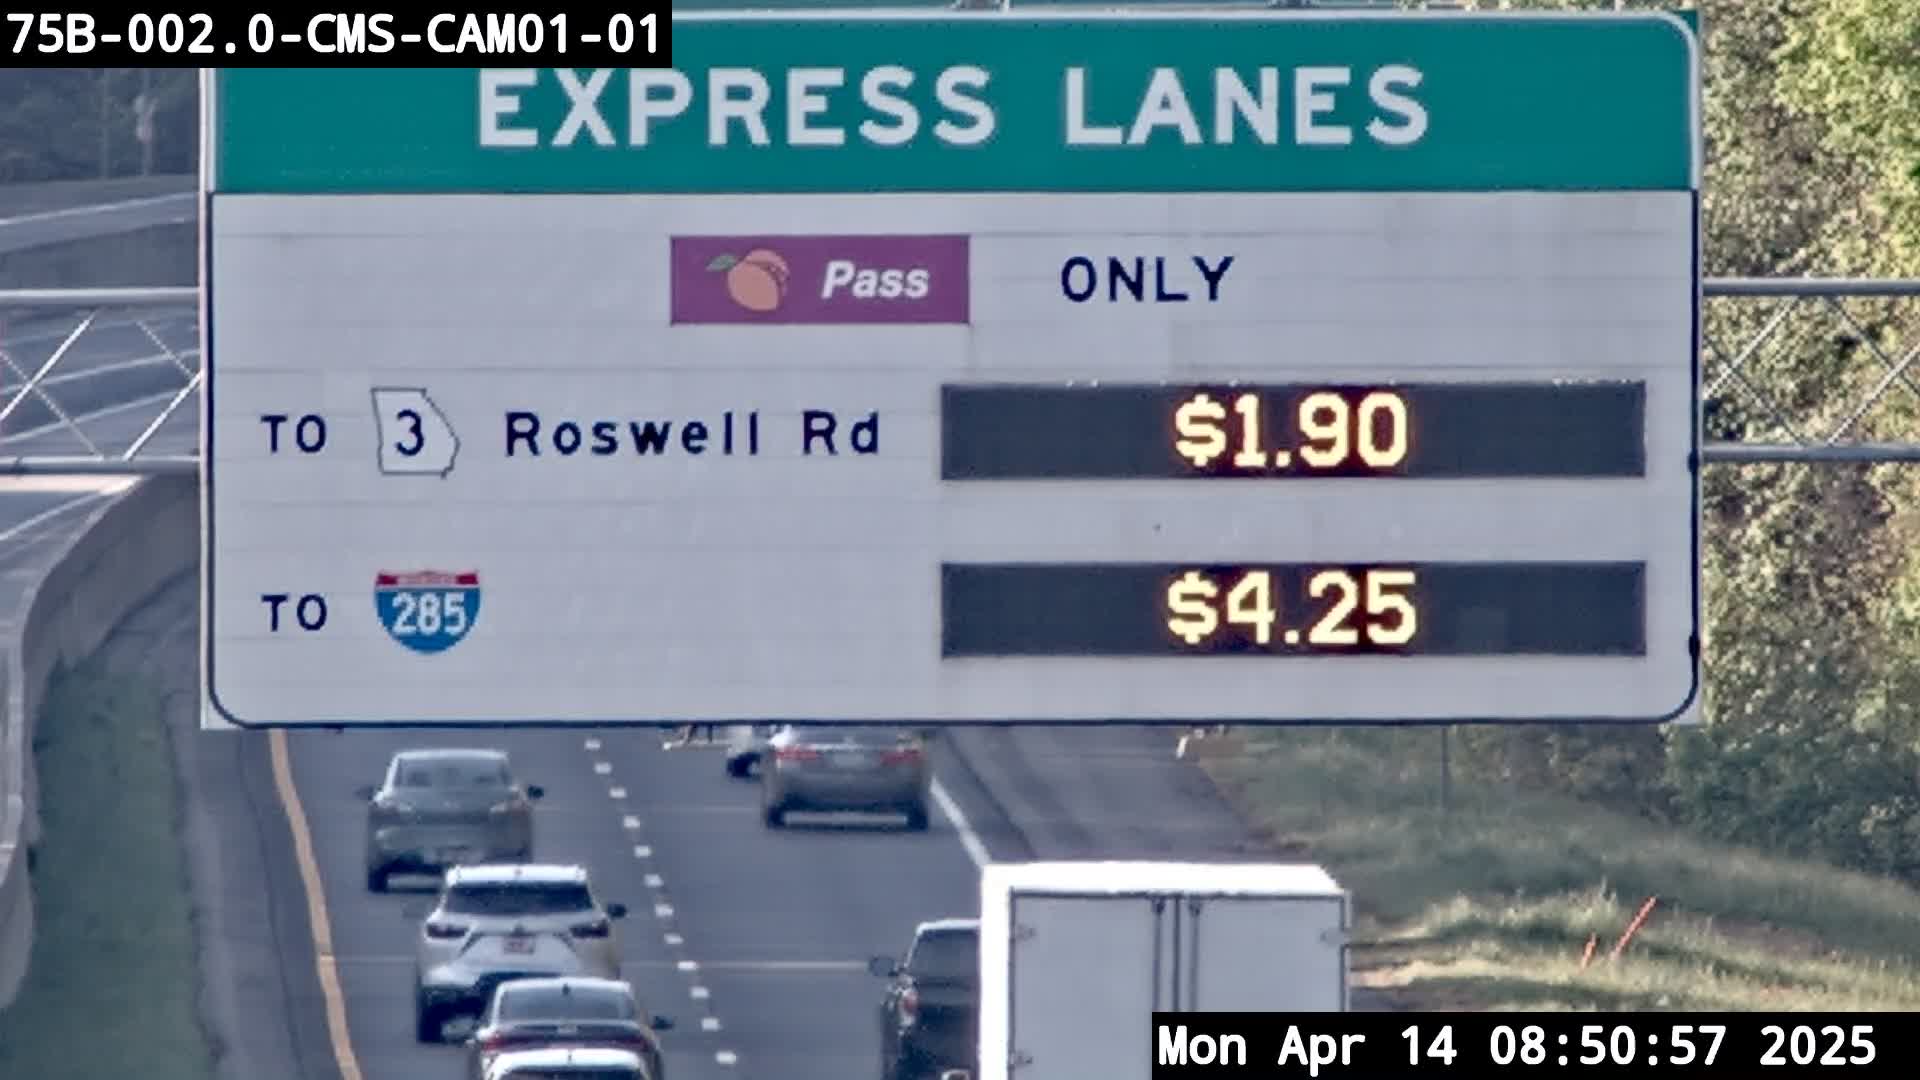 75B-002.0-CMS-CAM01-01
EXPRESS LANES
Pass ONLY
TO 3 Roswell Rd $1.90
TO 285 $4.25
Mon Apr 14 08:50:57 2025